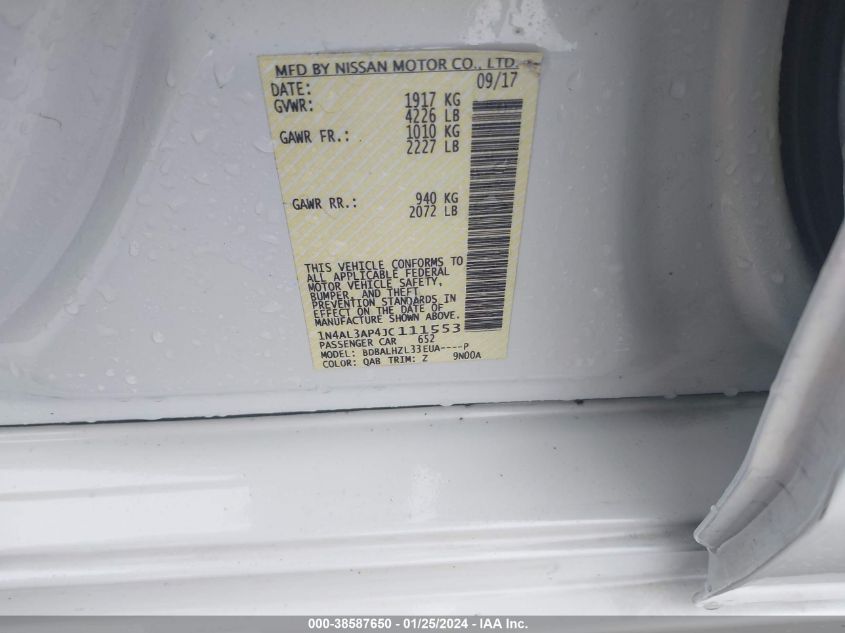 MFD BY NISSAN MOTOR CO., LTD.
DATE: 09/17
GVWR: 1917 KG
4226 LB
GAWR FR.: 1010 KG
2227 LB
GAWR RR.: 940 KG
2072 LB
THIS VEHICLE CONFORMS TO
ALL APPLICABLE FEDERAL
MOTOR VEHICLE SAFETY,
BUMPER, AND THEFT
PREVENTION STANDARDS IN
EFFECT ON THE DATE OF
MANUFACTURE SHOWN ABOVE.
1N4AL3AP4JC111553
PASSENGER CAR 652
MODEL: BDBALHZL33EUA----P
COLOR: QAB TRIM: Z 9N00A
000-38587650 - 01/25/2024 - IAA Inc.